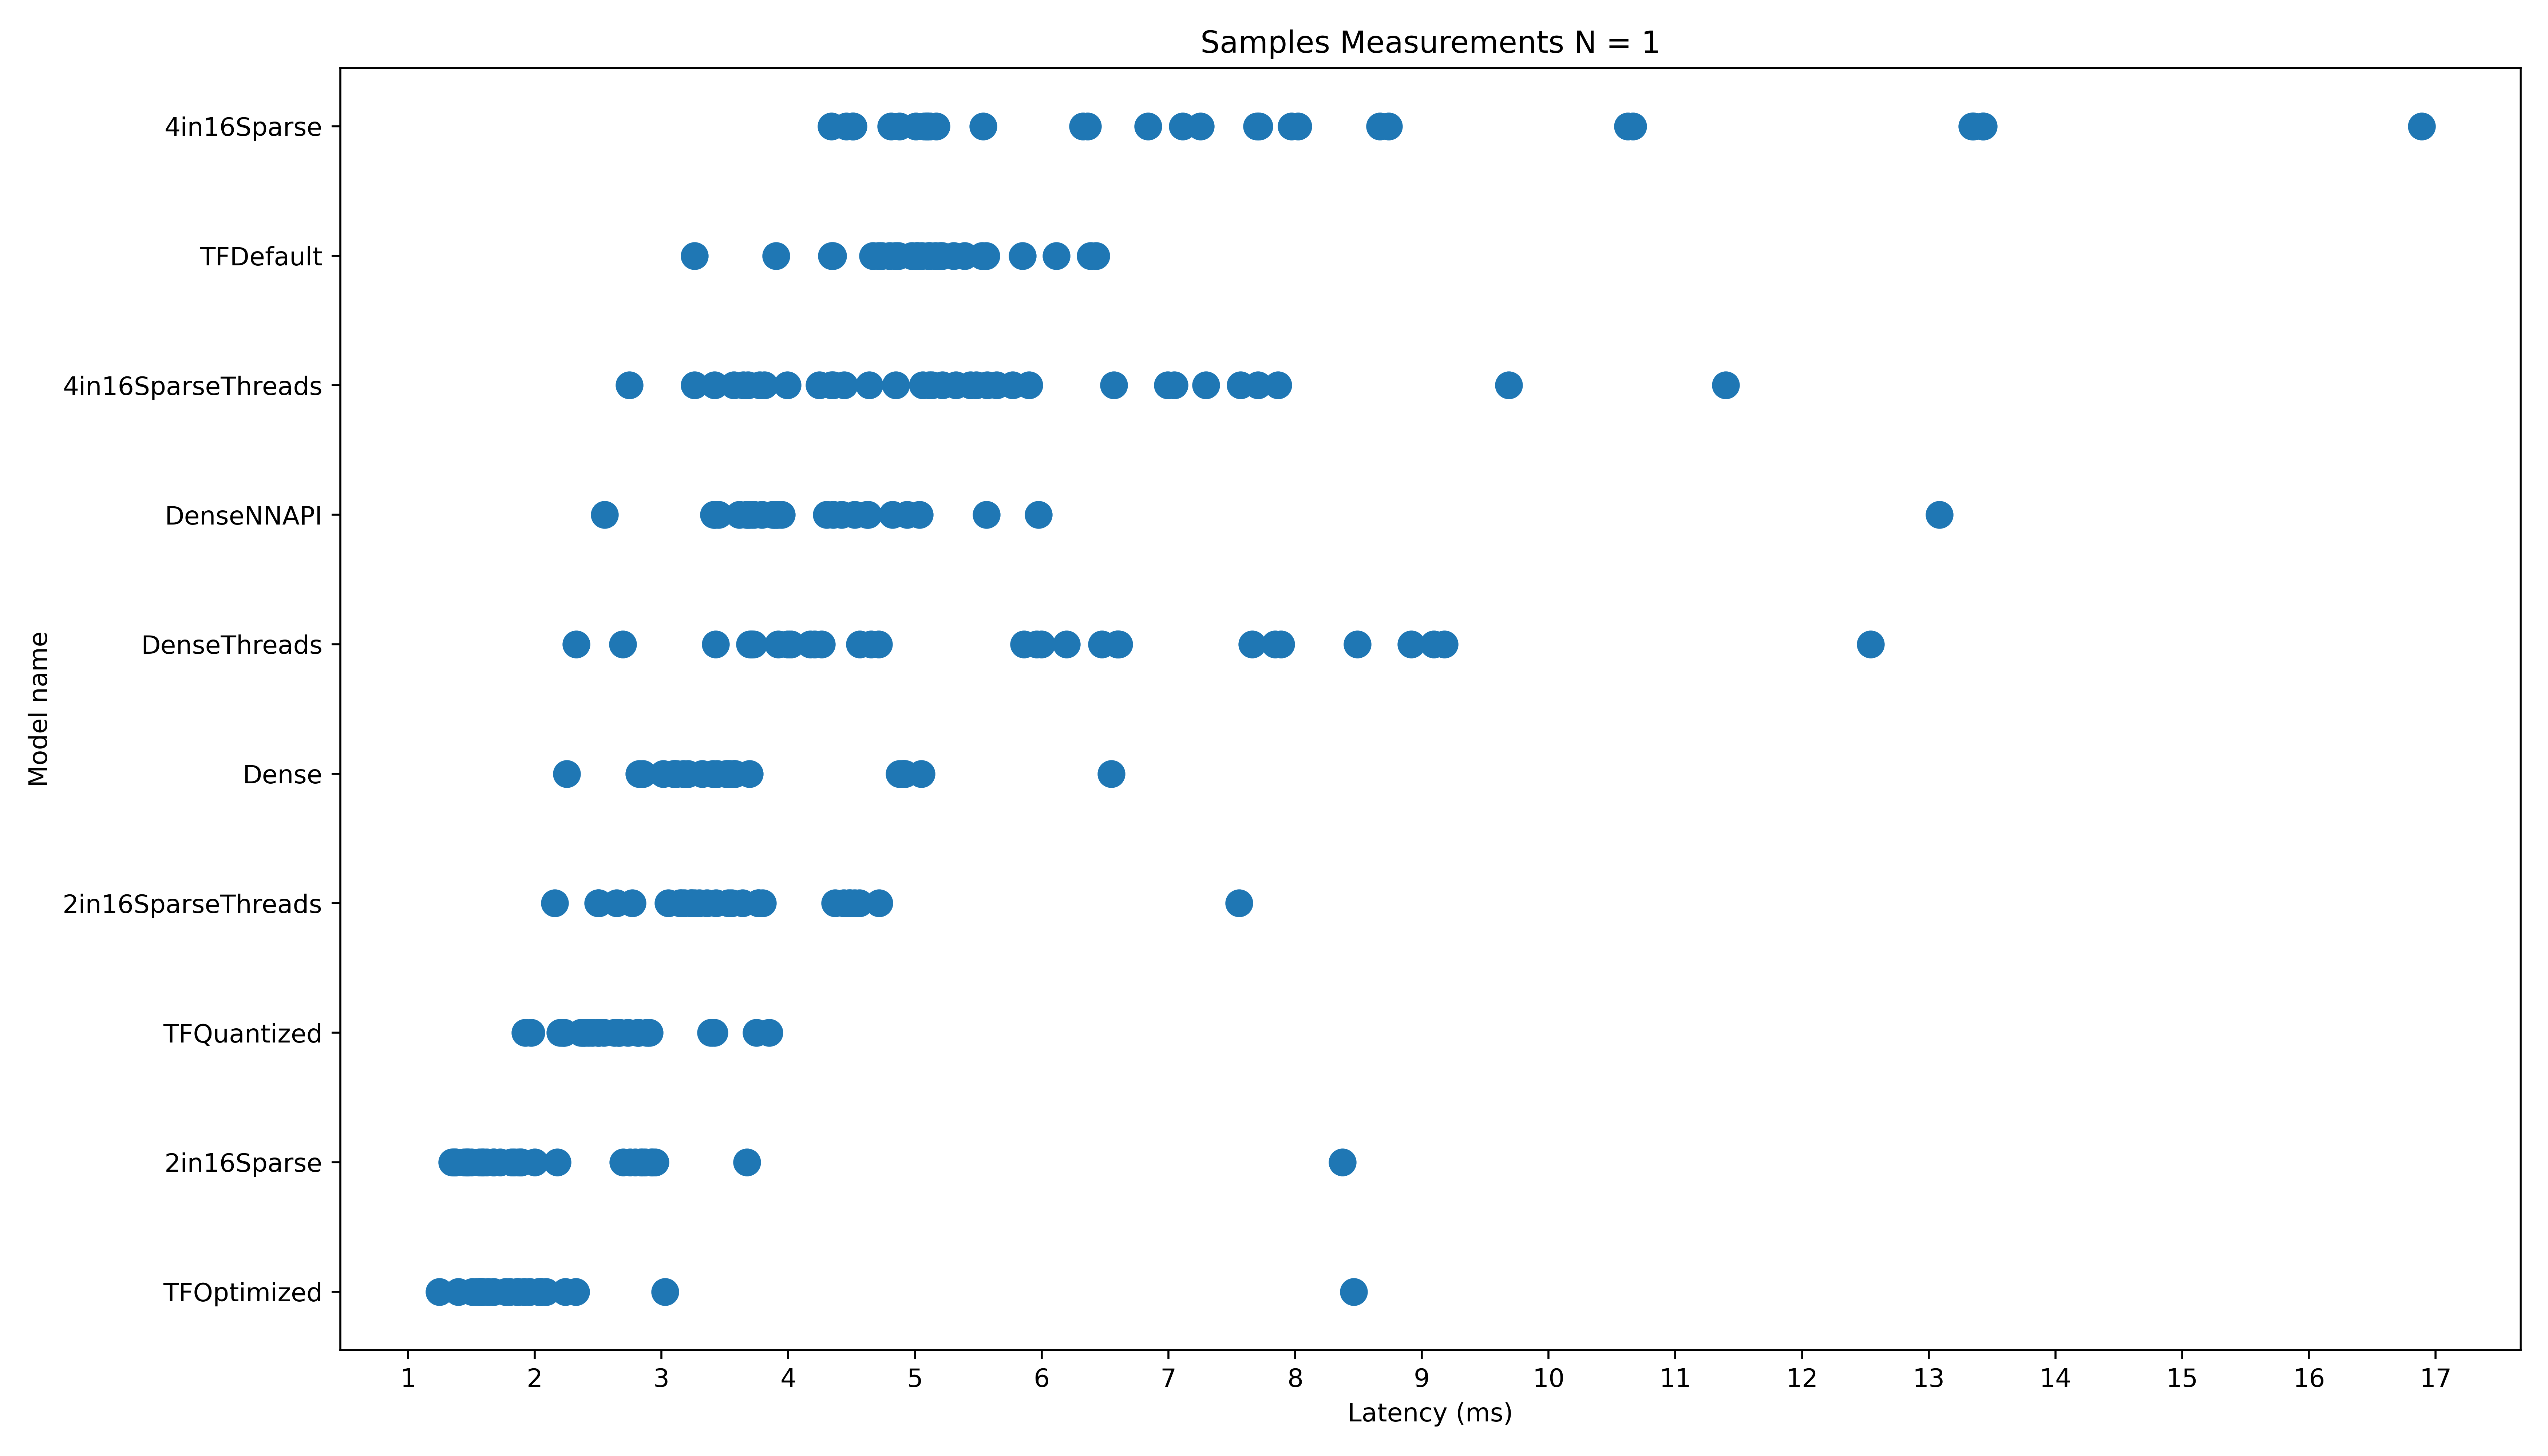 Samples Measurements N = 1
4in16Sparse
TFDefault
4in16SparseThreads
DenseNNAPI
DenseThreads
Dense
2in16SparseThreads
TFQuantized
2in16Sparse
TFOptimized
Model name
1 2 3 4 5 6 7 8 9 10 11 12 13 14 15 16 17
Latency (ms)